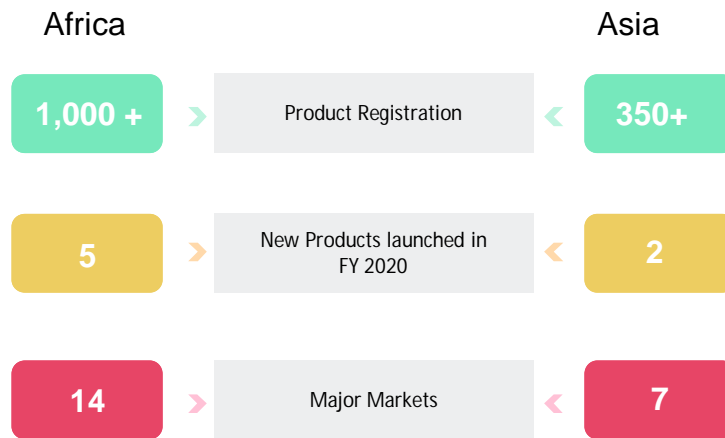 Africa
Asia
1,000 +
Product Registration
350+
5
New Products launched in
FY 2020
2
14
Major Markets
7